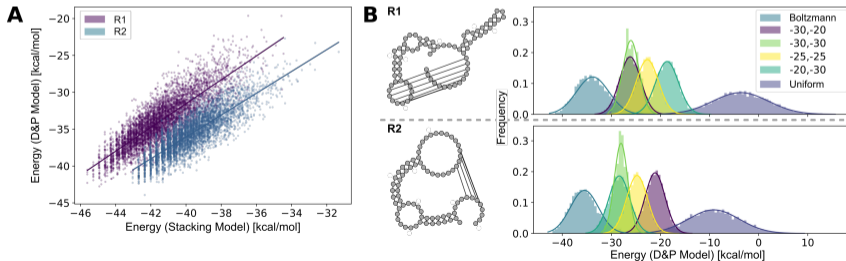 A
R1
R2
Energy (D&P Model) [kcal/mol]
−20
−25
−30
−35
−40
−45
−46 −44 −42 −40 −38 −36 −34 −32
Energy (Stacking Model) [kcal/mol]
B
R1
R2
Frequency
0.3
0.2
0.1
0.0
Boltzmann
-30,-20
-30,-30
-25,-25
-20,-30
Uniform
0.3
0.2
0.1
0.0
−40 −30 −20 −10 0 10
Energy (D&P Model) [kcal/mol]